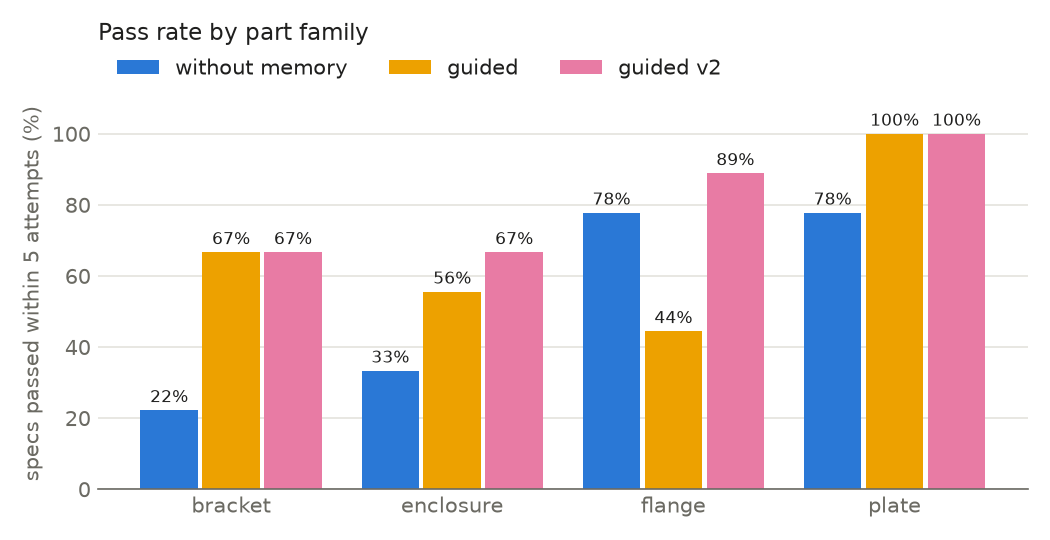 Pass rate by part family
without memory guided guided v2
specs passed within 5 attempts (%)
100
80
60
40
20
0
22% 67% 67%
33% 56% 67%
78% 44% 89%
78% 100% 100%
bracket enclosure flange plate